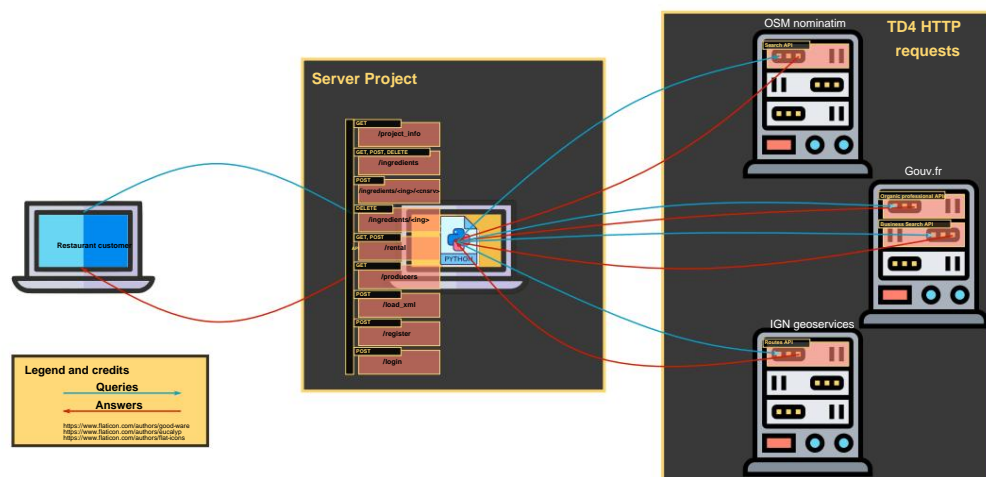 OSM nominatim
TD4 HTTP
requests
Search API
Server Project
GET
/project_info
GET, POST, DELETE
/ingredients
POST
/ingredients/<ing>/<cnarv>
DELETE
/ingredients/<ing>
GET, POST
/rental
GET
/producers
POST
/load_xml
POST
/register
POST
/login
API
PYTHON
Restaurant customer
Gouv.fr
Organic professional API
Business Search API
IGN geoservices
Routes API
Legend and credits
Queries
Answers
https://www.flaticon.com/authors/good-ware
https://www.flaticon.com/authors/eucalyp
https://www.flaticon.com/authors/flat-icons